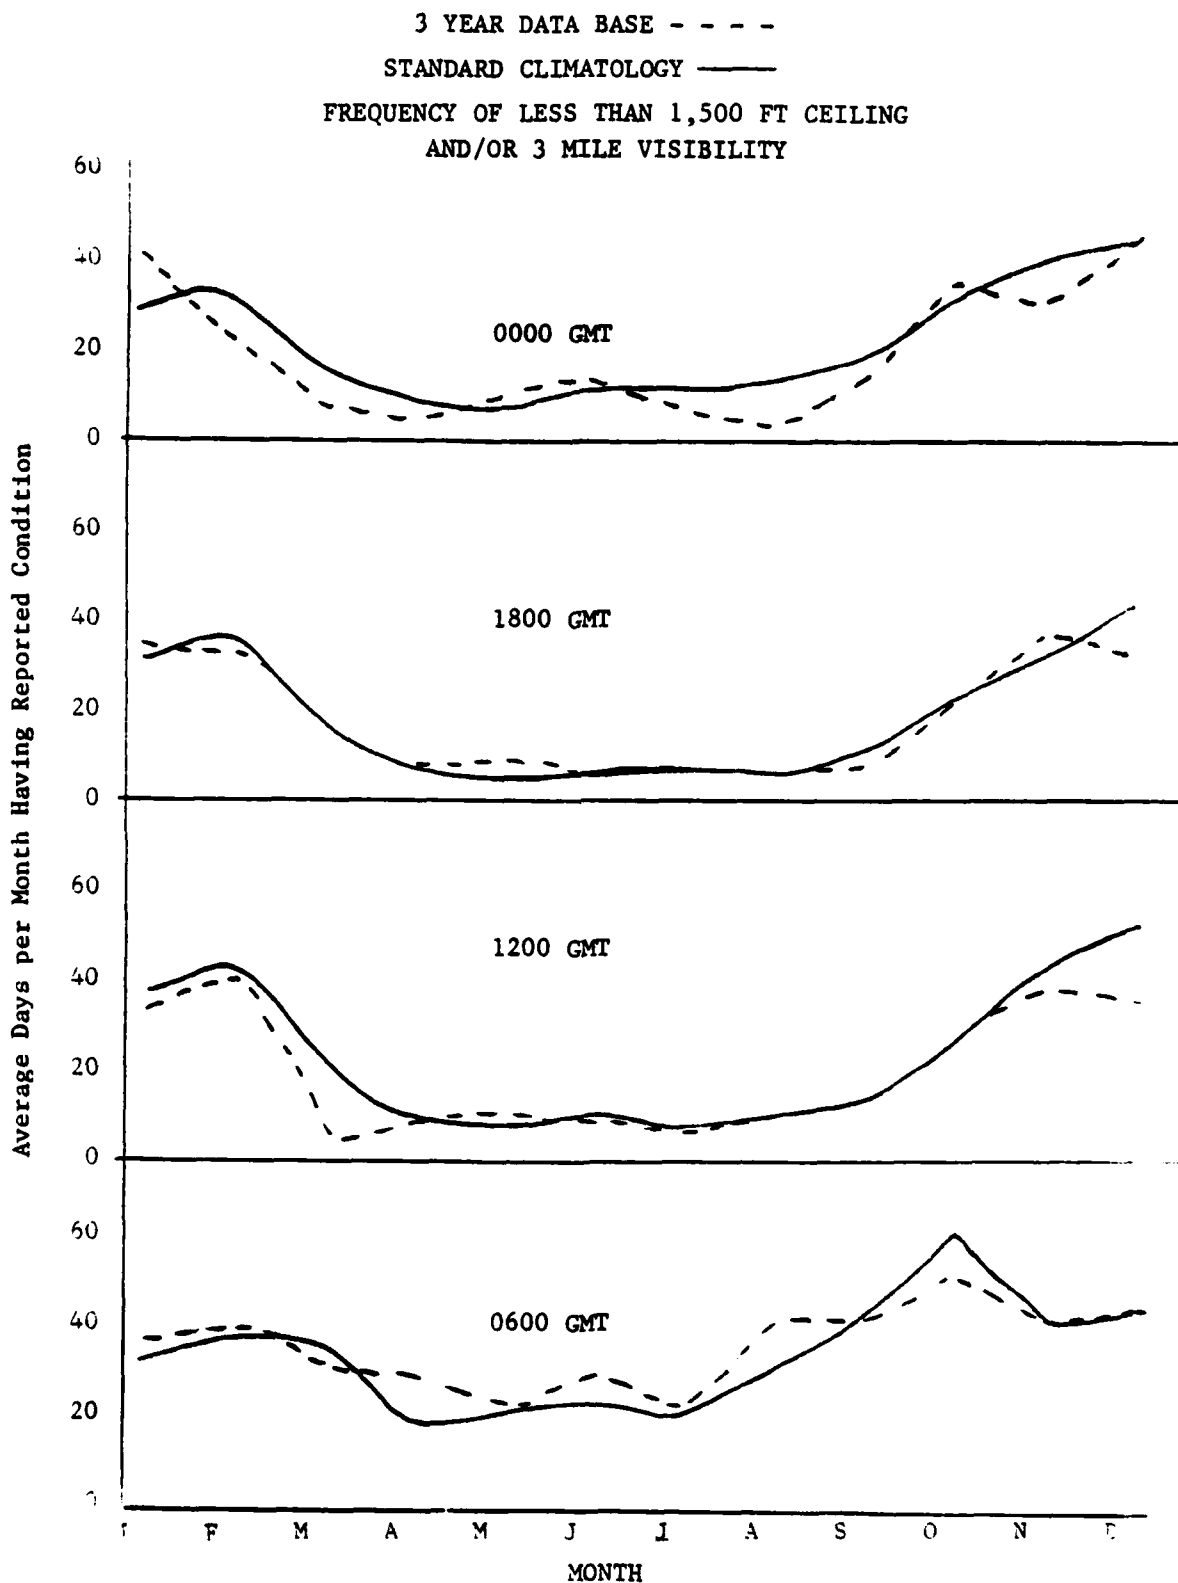 3 YEAR DATA BASE - - - -
STANDARD CLIMATOLOGY ——
FREQUENCY OF LESS THAN 1,500 FT CEILING
AND/OR 3 MILE VISIBILITY
Average Days per Month Having Reported Condition
60
40
20
0
0000 GMT
60
40
20
0
1800 GMT
60
40
20
0
1200 GMT
60
40
20
0600 GMT
F M A M J J A S O N
MONTH